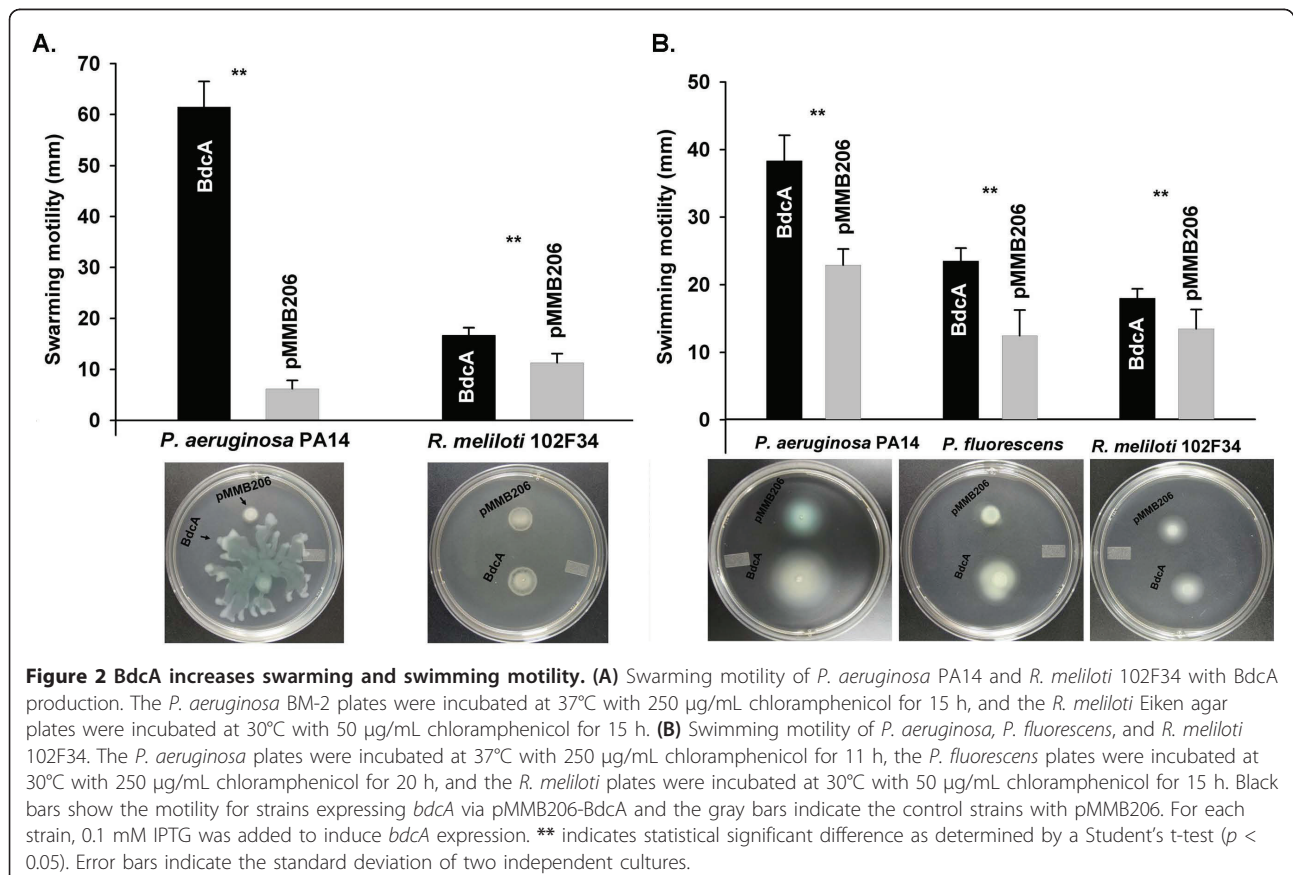 A.
B.
70
60
50
40
30
20
10
0
Swarming motility (mm)
**
BdcA
pMMB206
**
BdcA
pMMB206
P. aeruginosa PA14
R. meliloti 102F34
50
40
30
20
10
0
Swimming motility (mm)
**
BdcA
pMMB206
**
BdcA
pMMB206
**
BdcA
pMMB206
P. aeruginosa PA14
P. fluorescens
R. meliloti 102F34
pMMB206
BdcA
pMMB206
BdcA
pMMB206
BdcA
pMMB206
BdcA
pMMB206
BdcA
Figure 2 BdcA increases swarming and swimming motility. (A) Swarming motility of P. aeruginosa PA14 and R. meliloti 102F34 with BdcA
production. The P. aeruginosa BM-2 plates were incubated at 37°C with 250 μg/mL chloramphenicol for 15 h, and the R. meliloti Eiken agar
plates were incubated at 30°C with 50 μg/mL chloramphenicol for 15 h. (B) Swimming motility of P. aeruginosa, P. fluorescens, and R. meliloti
102F34. The P. aeruginosa plates were incubated at 37°C with 250 μg/mL chloramphenicol for 11 h, the P. fluorescens plates were incubated at
30°C with 250 μg/mL chloramphenicol for 20 h, and the R. meliloti plates were incubated at 30°C with 50 μg/mL chloramphenicol for 15 h. Black
bars show the motility for strains expressing bdcA via pMMB206-BdcA and the gray bars indicate the control strains with pMMB206. For each
strain, 0.1 mM IPTG was added to induce bdcA expression. ** indicates statistical significant difference as determined by a Student's t-test (p <
0.05). Error bars indicate the standard deviation of two independent cultures.